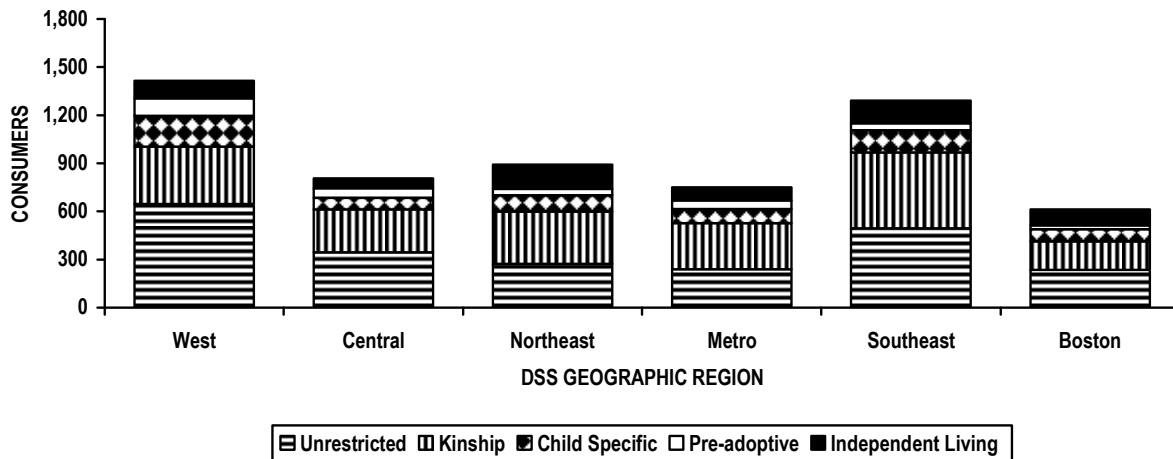 1,800
1,500
1,200
900
600
300
0
CONSUMERS
West Central Northeast Metro Southeast Boston
DSS GEOGRAPHIC REGION
Unrestricted Kinship Child Specific Pre-adoptive Independent Living